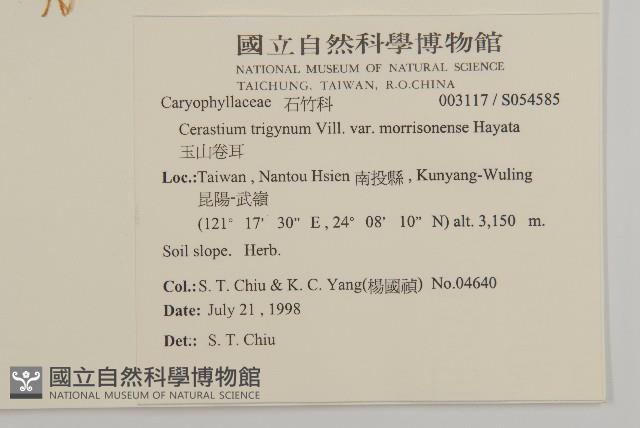 國立自然科學博物館
NATIONAL MUSEUM OF NATURAL SCIENCE
TAICHUNG, TAIWAN, R.O.CHINA
Caryophyllaceae 石竹科 003117 / S054585
Cerastium trigynum Vill. var. morrisonense Hayata
玉山卷耳
Loc.:Taiwan , Nantou Hsien 南投縣 , Kunyang-Wuling
昆陽-武嶺
(121° 17' 30" E , 24° 08' 10" N) alt. 3,150 m.
Soil slope. Herb.
Col.: S. T. Chiu & K. C. Yang(楊國禎) No.04640
Date: July 21 , 1998
Det.: S. T. Chiu
國立自然科學博物館
NATIONAL MUSEUM OF NATURAL SCIENCE